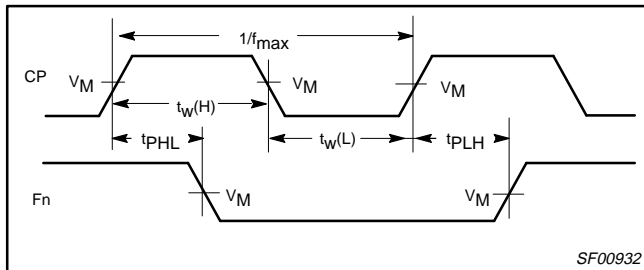 1/fmax
CP
VM
VM
VM
tw(H)
tPHL
tw(L)
tPLH
Fn
VM
VM
SF00932